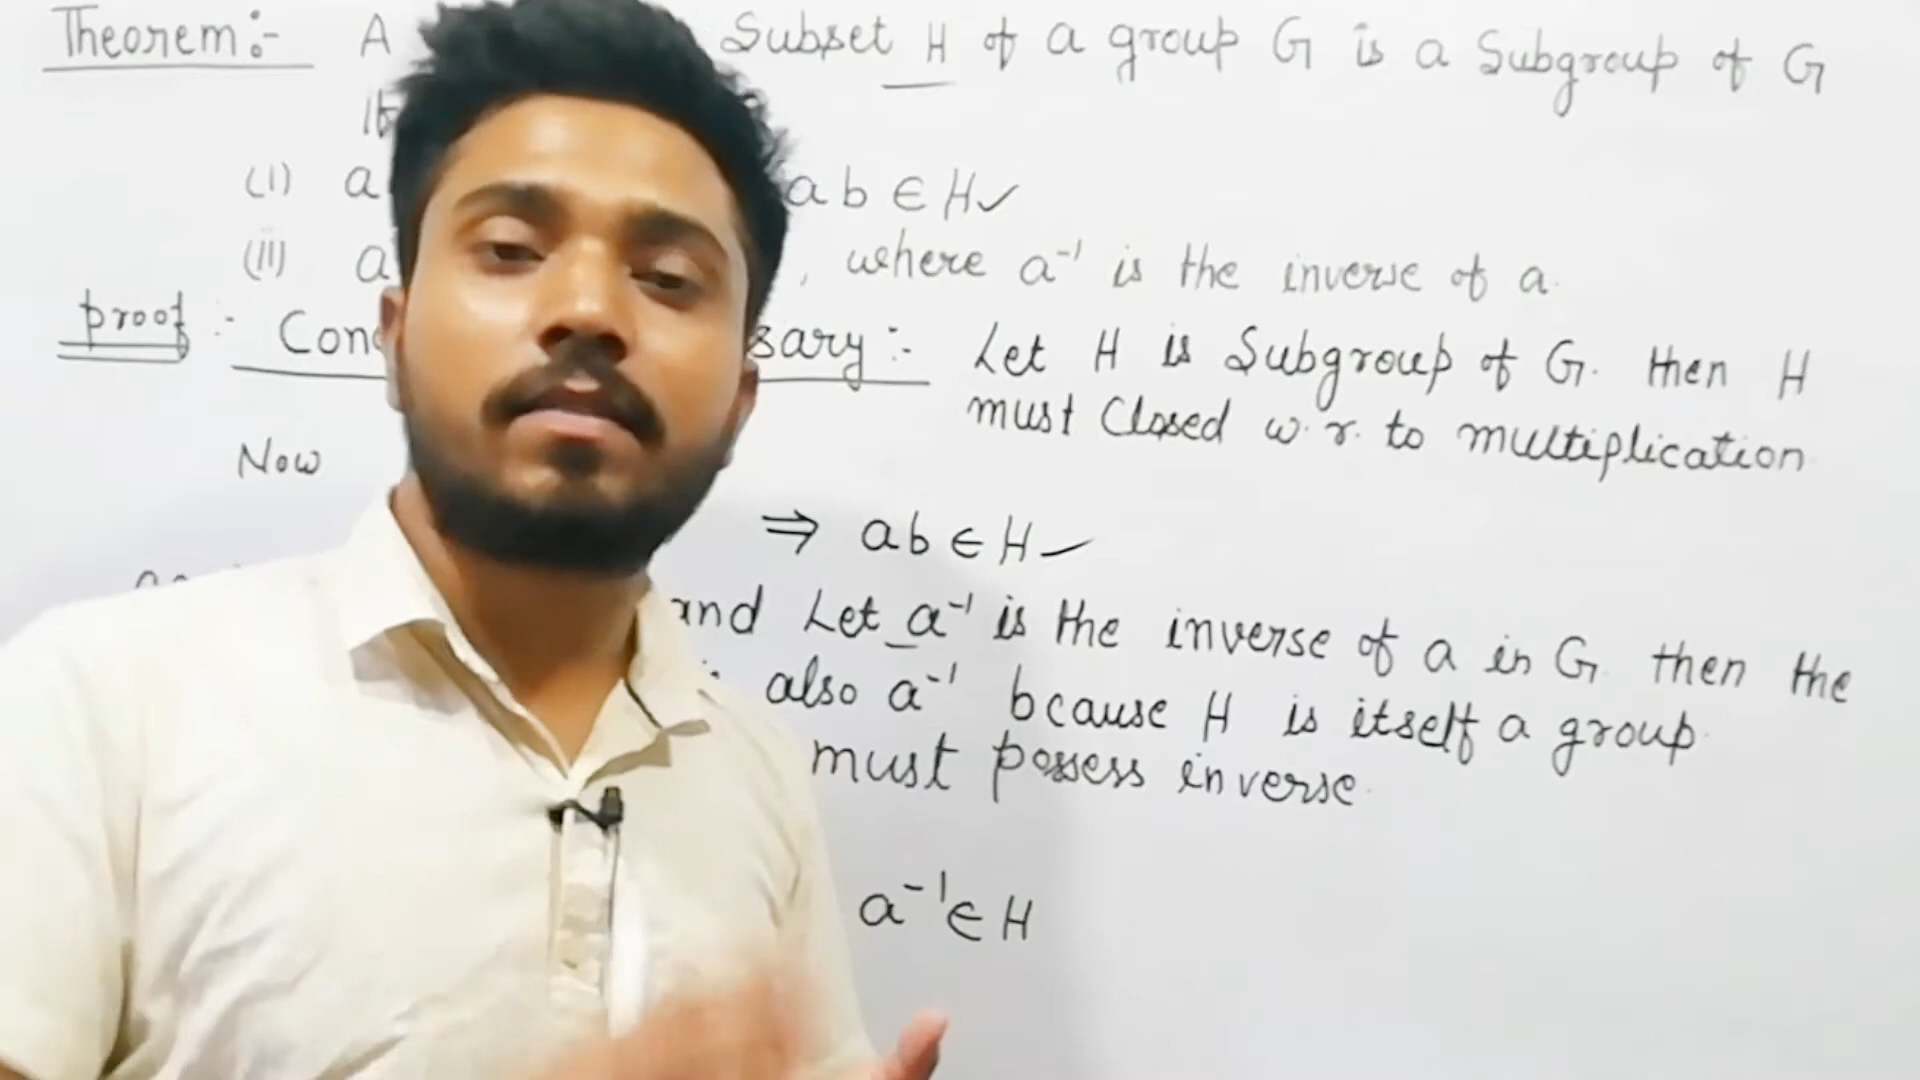 Theorem:- A Subset H of a group G is a Subgroup of G
(i) a ab ∈ H✓
(ii) a , where a⁻¹ is the inverse of a.
proof :- sary :- Let H is Subgroup of G. then H
must Closed w.r. to multiplication
Now
⇒ ab ∈ H
and Let a⁻¹ is the inverse of a in G then the
also a⁻¹ bcause H is itself a group.
must possess inverse.
a⁻¹ ∈ H